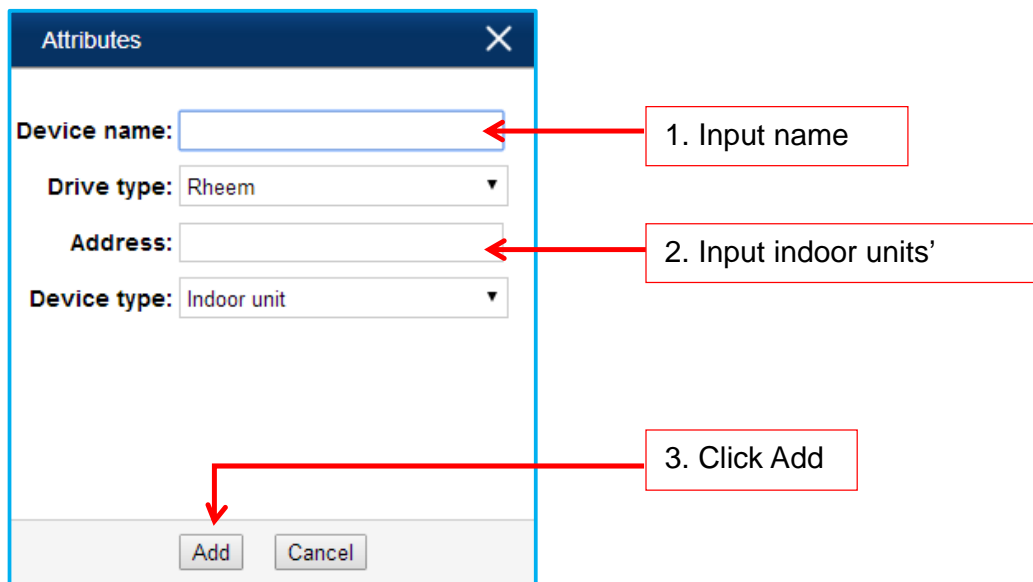 Attributes
Device name:
1. Input name
Drive type: Rheem
Address:
2. Input indoor units’
Device type: Indoor unit
3. Click Add
Add Cancel